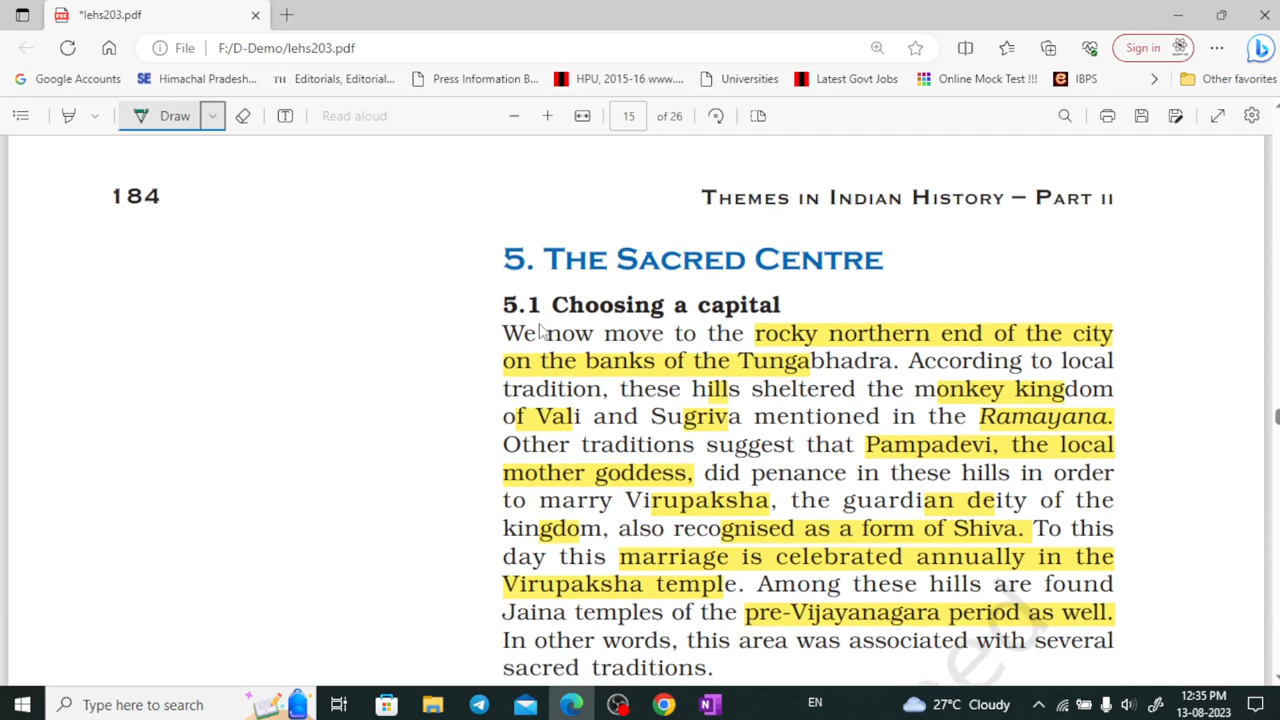 *lehs203.pdf
File F:/D-Demo/lehs203.pdf Sign in
Google Accounts SE Himachal Pradesh... TH Editorials, Editorial... Press Information B... HPU, 2015-16 www.... Universities Latest Govt Jobs Online Mock Test !!! IBPS Other favorites
Draw Read aloud 15 of 26
184 THEMES IN INDIAN HISTORY – PART II
5. THE SACRED CENTRE
5.1 Choosing a capital
We now move to the rocky northern end of the city
on the banks of the Tungabhadra. According to local
tradition, these hills sheltered the monkey kingdom
of Vali and Sugriva mentioned in the Ramayana.
Other traditions suggest that Pampadevi, the local
mother goddess, did penance in these hills in order
to marry Virupaksha, the guardian deity of the
kingdom, also recognised as a form of Shiva. To this
day this marriage is celebrated annually in the
Virupaksha temple. Among these hills are found
Jaina temples of the pre-Vijayanagara period as well.
In other words, this area was associated with several
sacred traditions.
Type here to search EN 27°C Cloudy 12:35 PM
13-08-2023